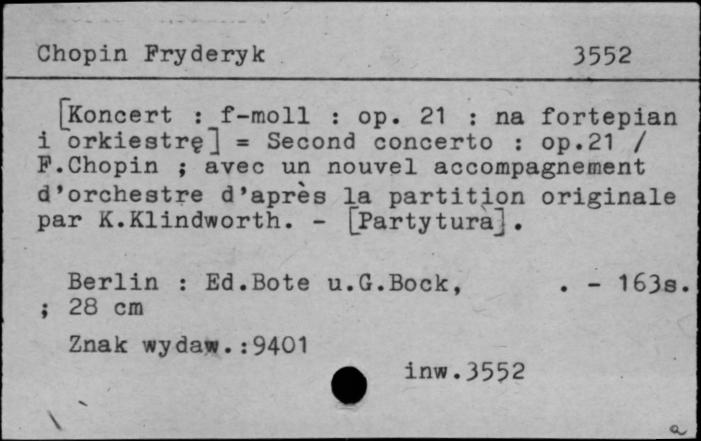 Chopin Fryderyk 3552
[Koncert : f-moll : op. 21 : na fortepian
i orkiestrę] = Second concerto : op.21 /
F.Chopin ; avec un nouvel accompagnement
d'orchestre d'après la partition originale
par K.Klindworth. - [Partytura].
Berlin : Ed.Bote u.G.Bock, . - 163s.
; 28 cm
Znak wydaw.:9401
inw.3552
a